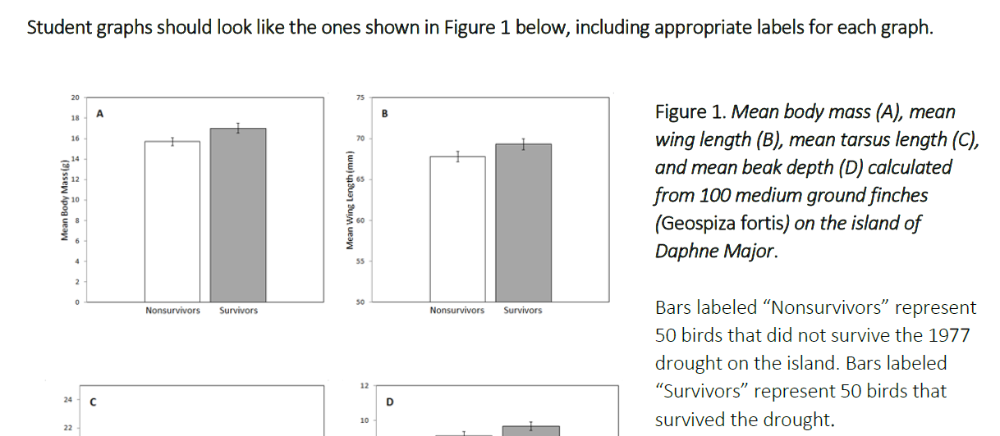 Student graphs should look like the ones shown in Figure 1 below, including appropriate labels for each graph.
A
Mean Body Mass (g)
20
18
16
14
12
10
8
6
4
2
0
Nonsurvivors Survivors
B
Mean Wing Length (mm)
75
70
65
60
55
50
Nonsurvivors Survivors
Figure 1. Mean body mass (A), mean
wing length (B), mean tarsus length (C),
and mean beak depth (D) calculated
from 100 medium ground finches
(Geospiza fortis) on the island of
Daphne Major.
Bars labeled “Nonsurvivors” represent
50 birds that did not survive the 1977
drought on the island. Bars labeled
“Survivors” represent 50 birds that
survived the drought.
C
24
22
D
12
10